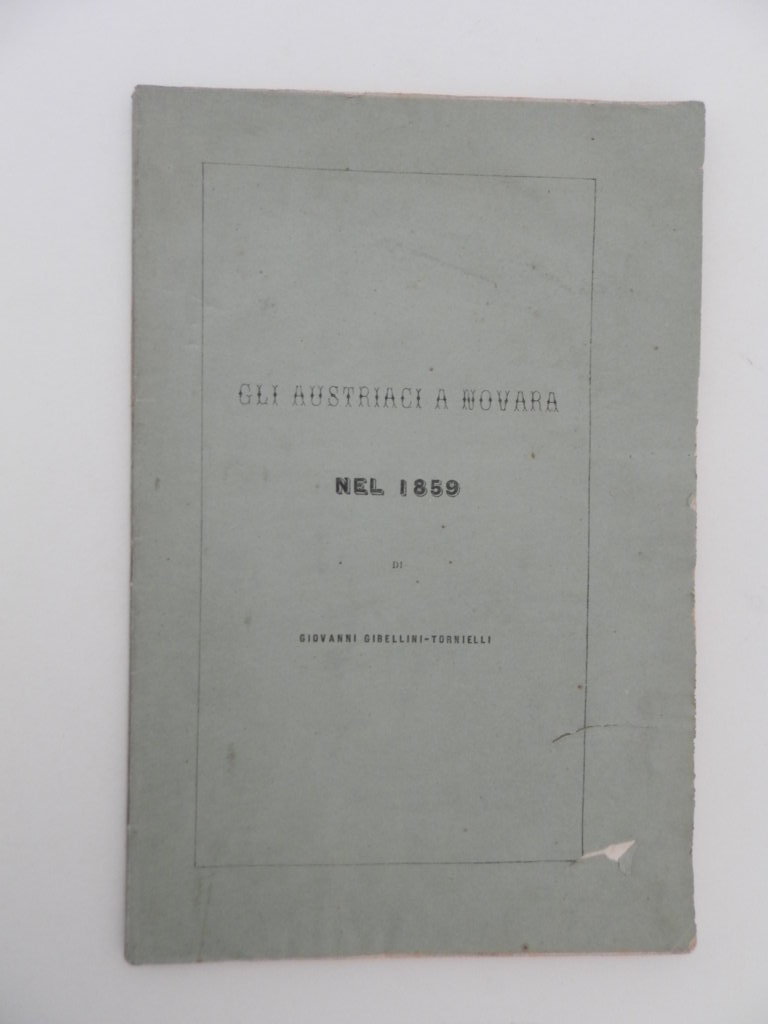 GLI AUSTRIACI A NOVARA
NEL 1859
DI
GIOVANNI GIBELLINI-TORNIELLI